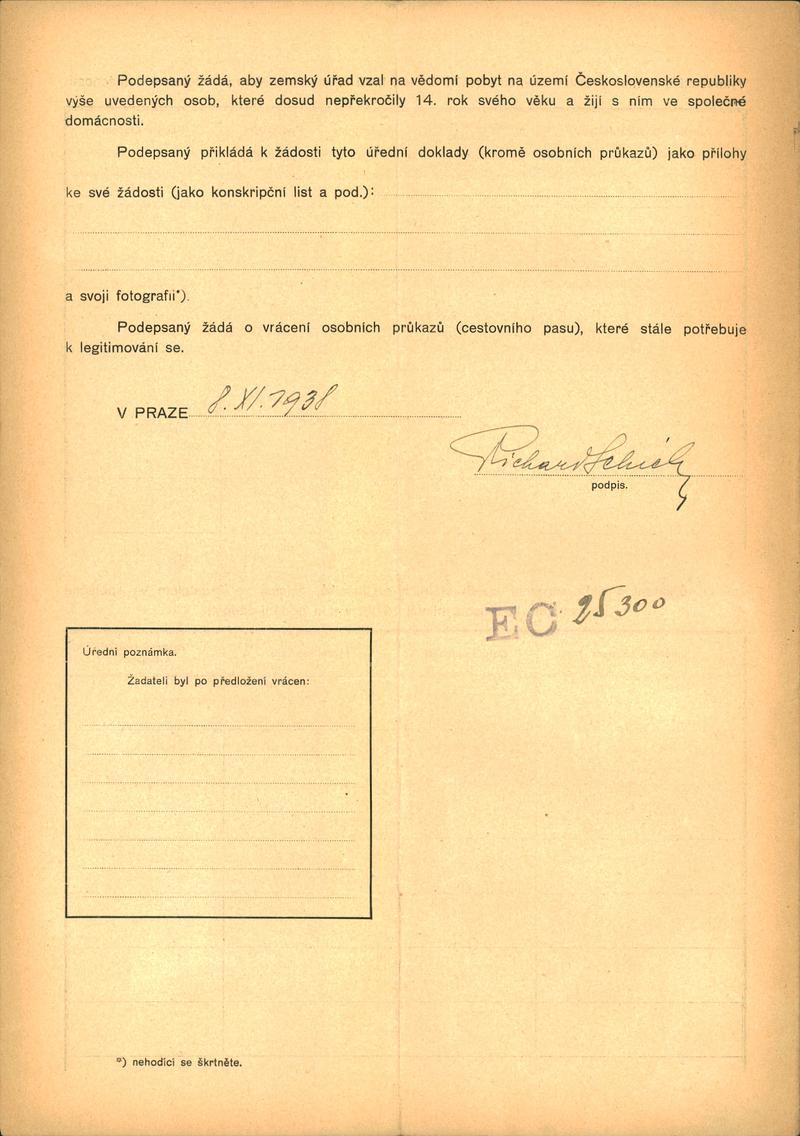 Podepsaný žádá, aby zemský úřad vzal na vědomí pobyt na území Československé republiky
výše uvedených osob, které dosud nepřekročily 14. rok svého věku a žijí s ním ve společné
domácnosti.
Podepsaný přikládá k žádosti tyto úřední doklady (kromě osobních průkazů) jako přílohy
ke své žádosti (jako konskripční list a pod.):
a svoji fotografii*).
Podepsaný žádá o vrácení osobních průkazů (cestovního pasu), které stále potřebuje
k legitimování se.
V PRAZE 8. XI. 1938
Richard
podpis.
EC 25300
Úřední poznámka.
Žadateli byl po předložení vrácen:
*) nehodící se škrtněte.